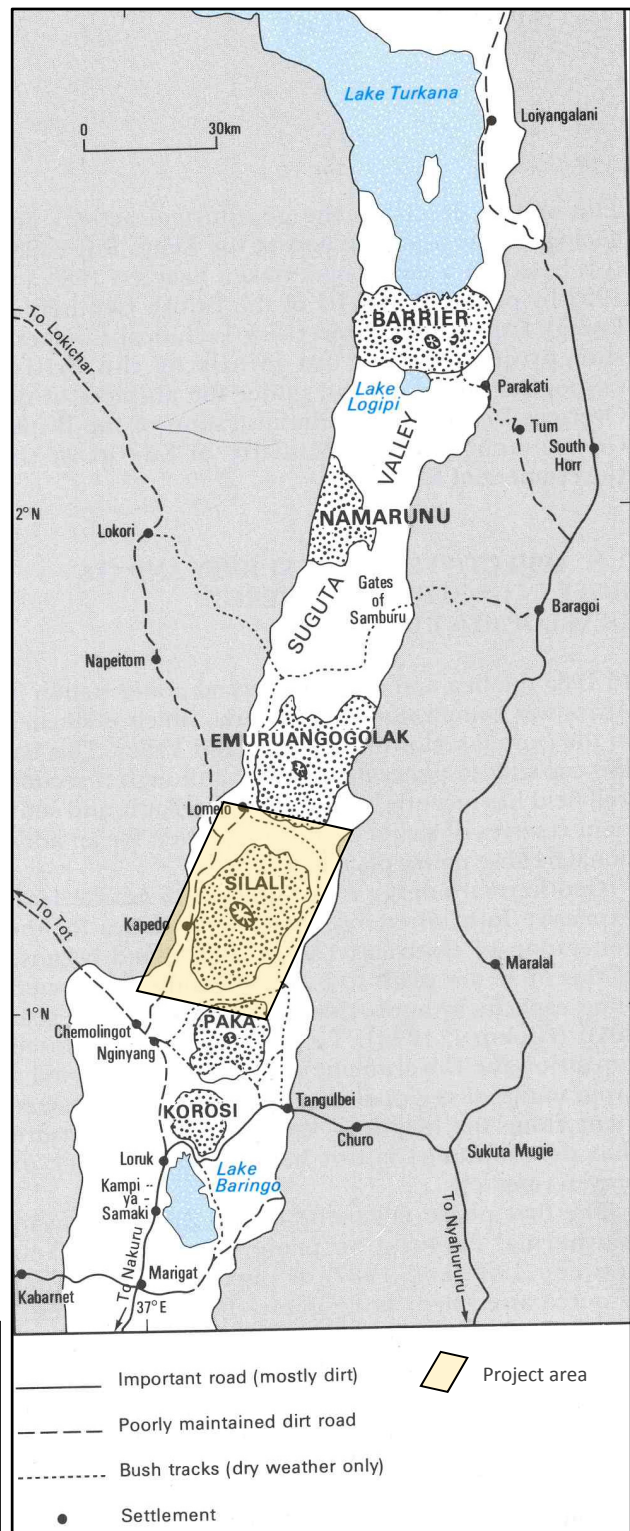 Lake Turkana
Loiyangalani
0
30km
To Lokichar
BARRIER
Lake
Logipi
Parakati
Tum
South
Horr
VALLEY
2°N
NAMARUNU
Lokori
SUGUTA
Gates
of
Samburu
Baragoi
Napeitom
EMURUANGOGOLAK
Lomelo
SILALI
To Tot
Kapedo
Maralal
1°N
PAKA
Chemolingot
Nginyang
KOROSI
Tangulbei
Churo
Sukuta Mugie
Loruk
Lake
Baringo
Kampi
ya
Samaki
To Nakuru
To Nyahururu
Marigat
Kabarnet
37°E
Important road (mostly dirt)
Project area
Poorly maintained dirt road
Bush tracks (dry weather only)
Settlement